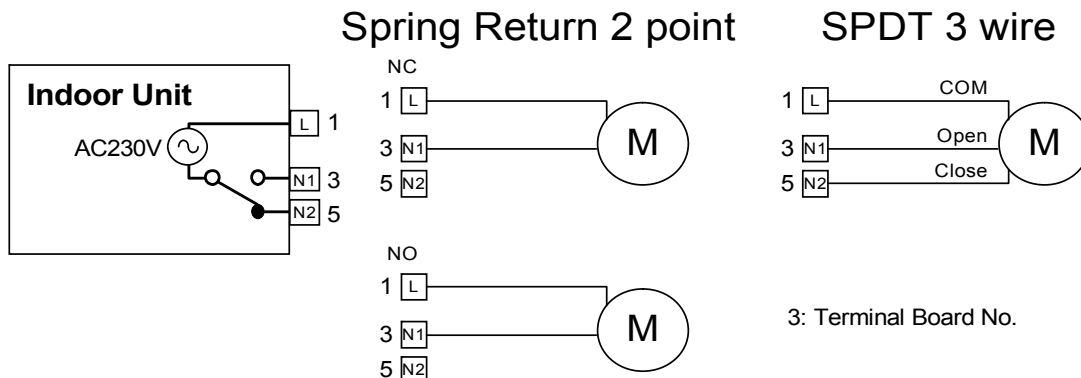 Spring Return 2 point
SPDT 3 wire
Indoor Unit
AC230V
L 1
N1 3
N2 5
NC
1 L
3 N1
5 N2
M
NO
1 L
3 N1
5 N2
M
1 L COM
3 N1 Open
5 N2 Close
M
3: Terminal Board No.